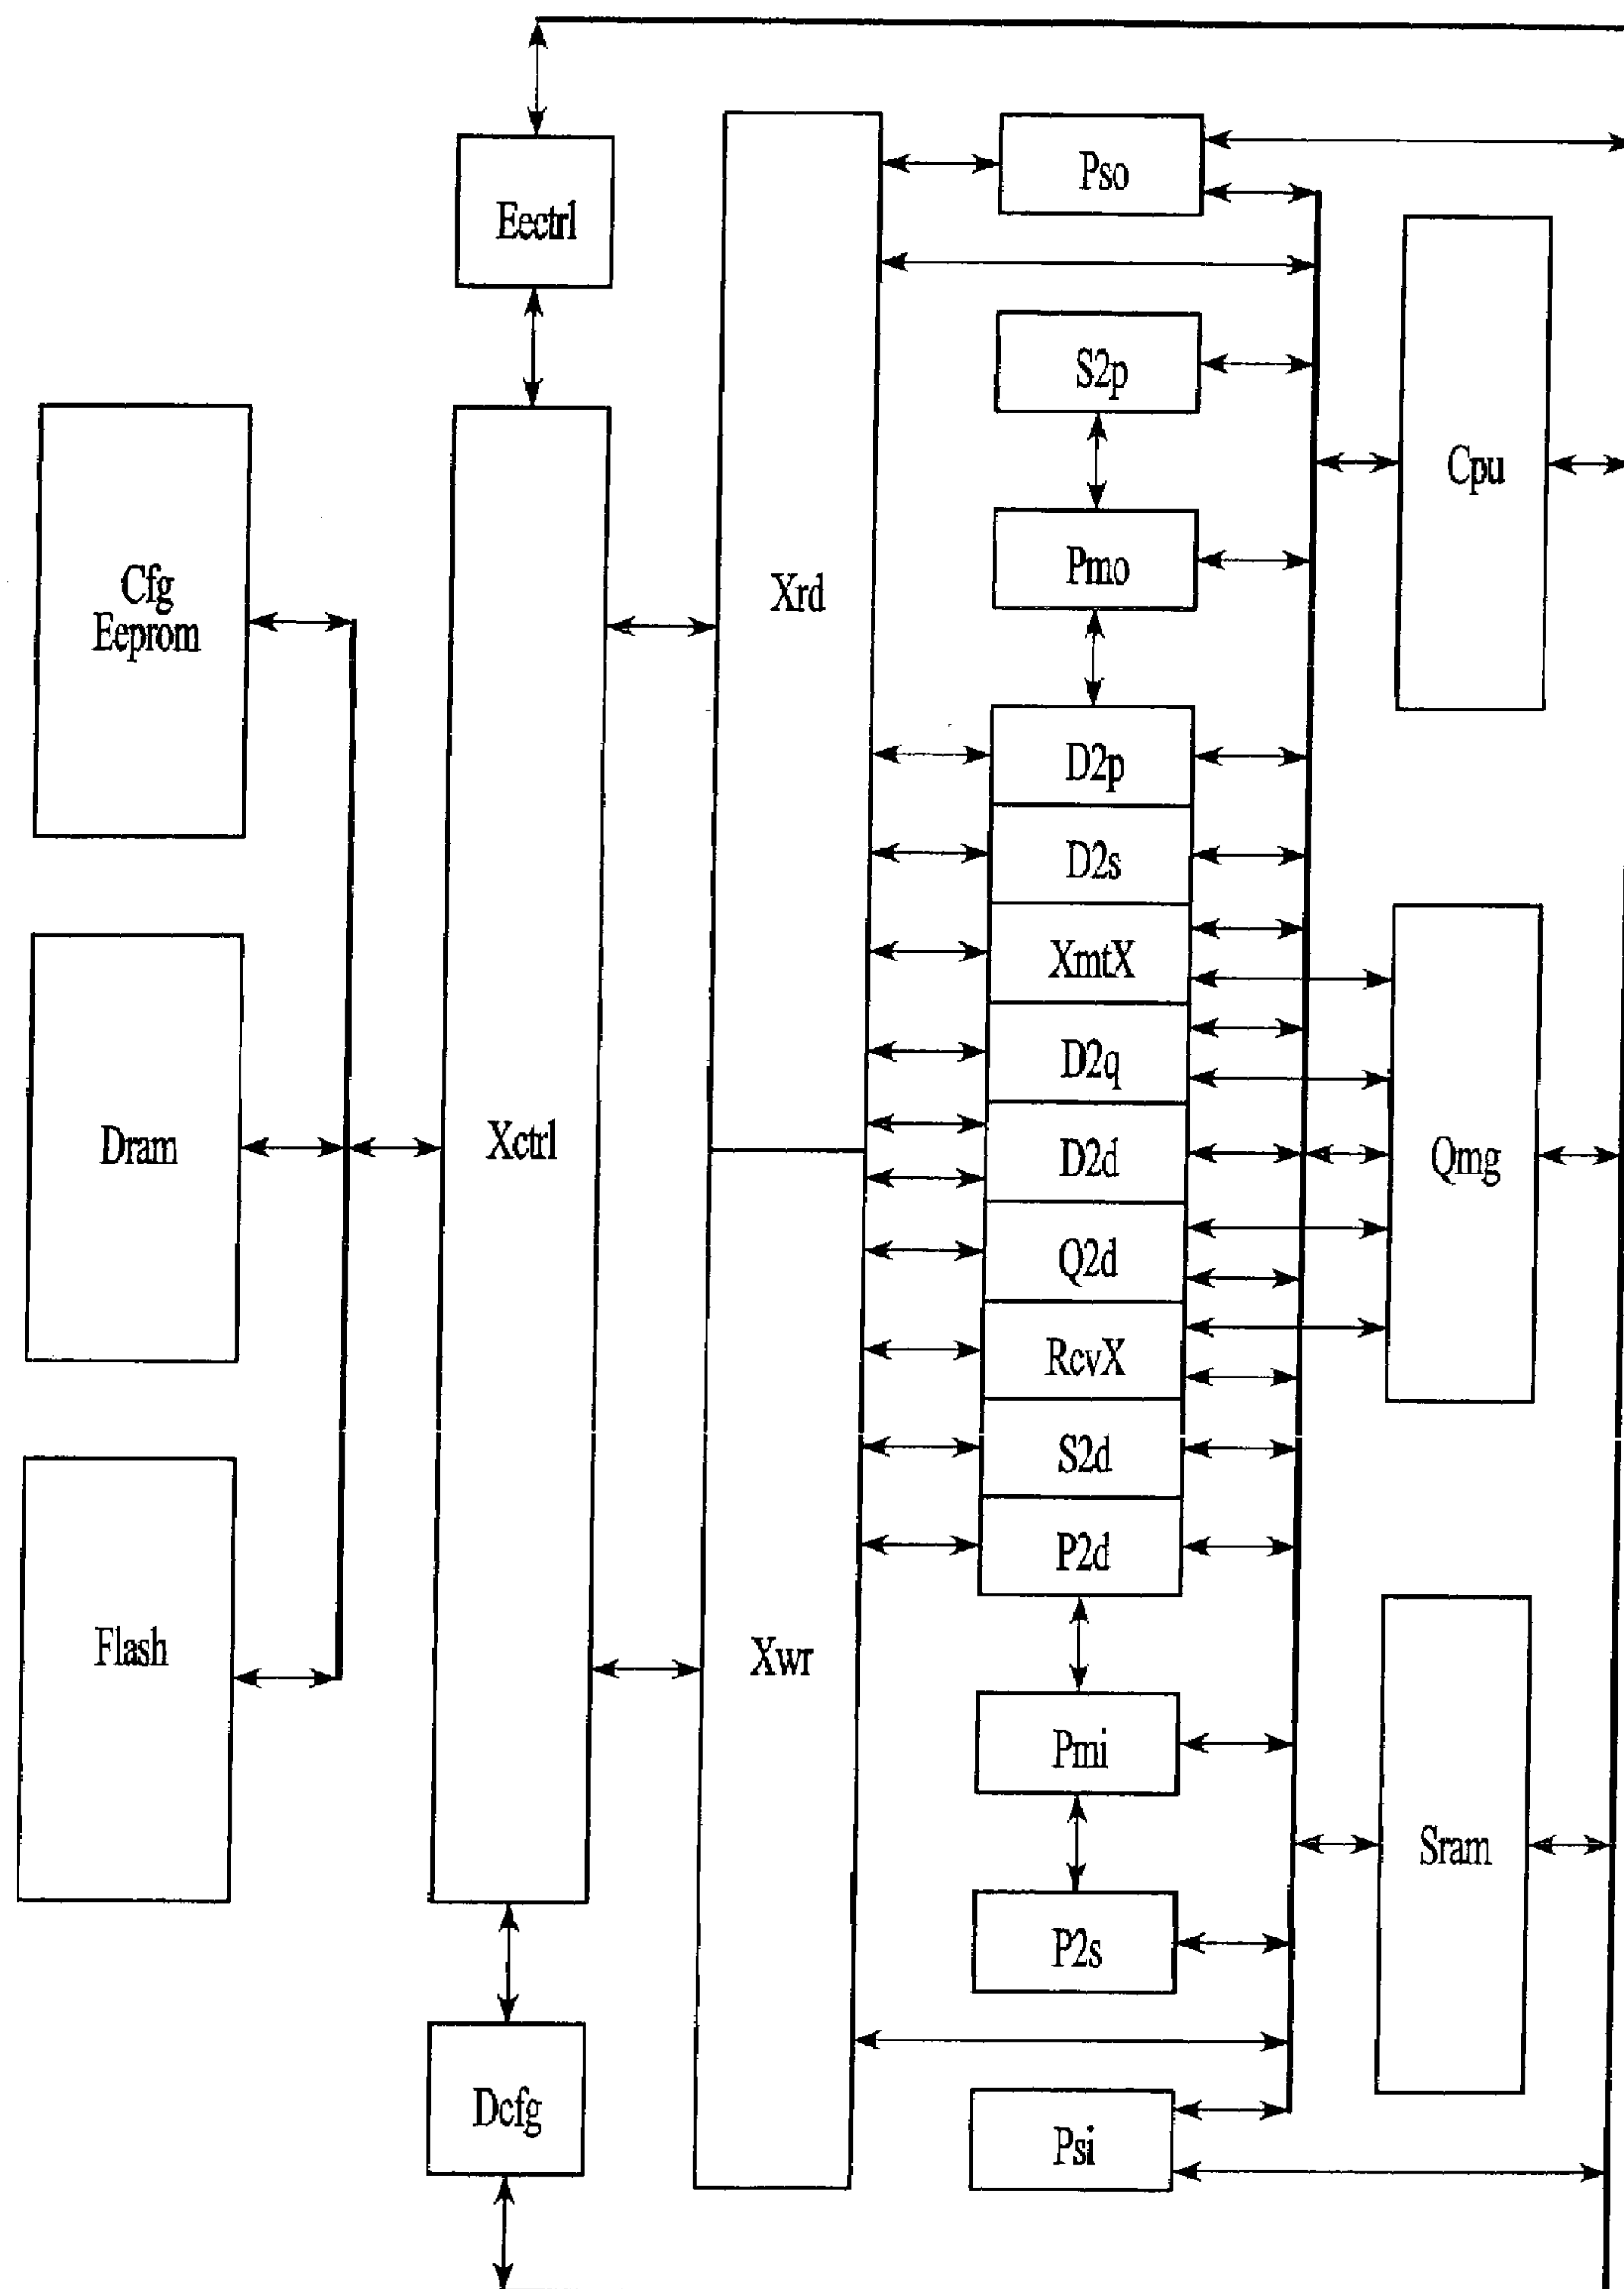 Eectrl
Pso
S2p
Cpu
Cfg
Eeprom
Pmo
Xrd
D2p
D2s
XmtX
D2q
Dram
Xctrl
D2d
Qmg
Q2d
RcvX
S2d
P2d
Flash
Xwr
Pmi
Sram
P2s
Dcfg
Psi